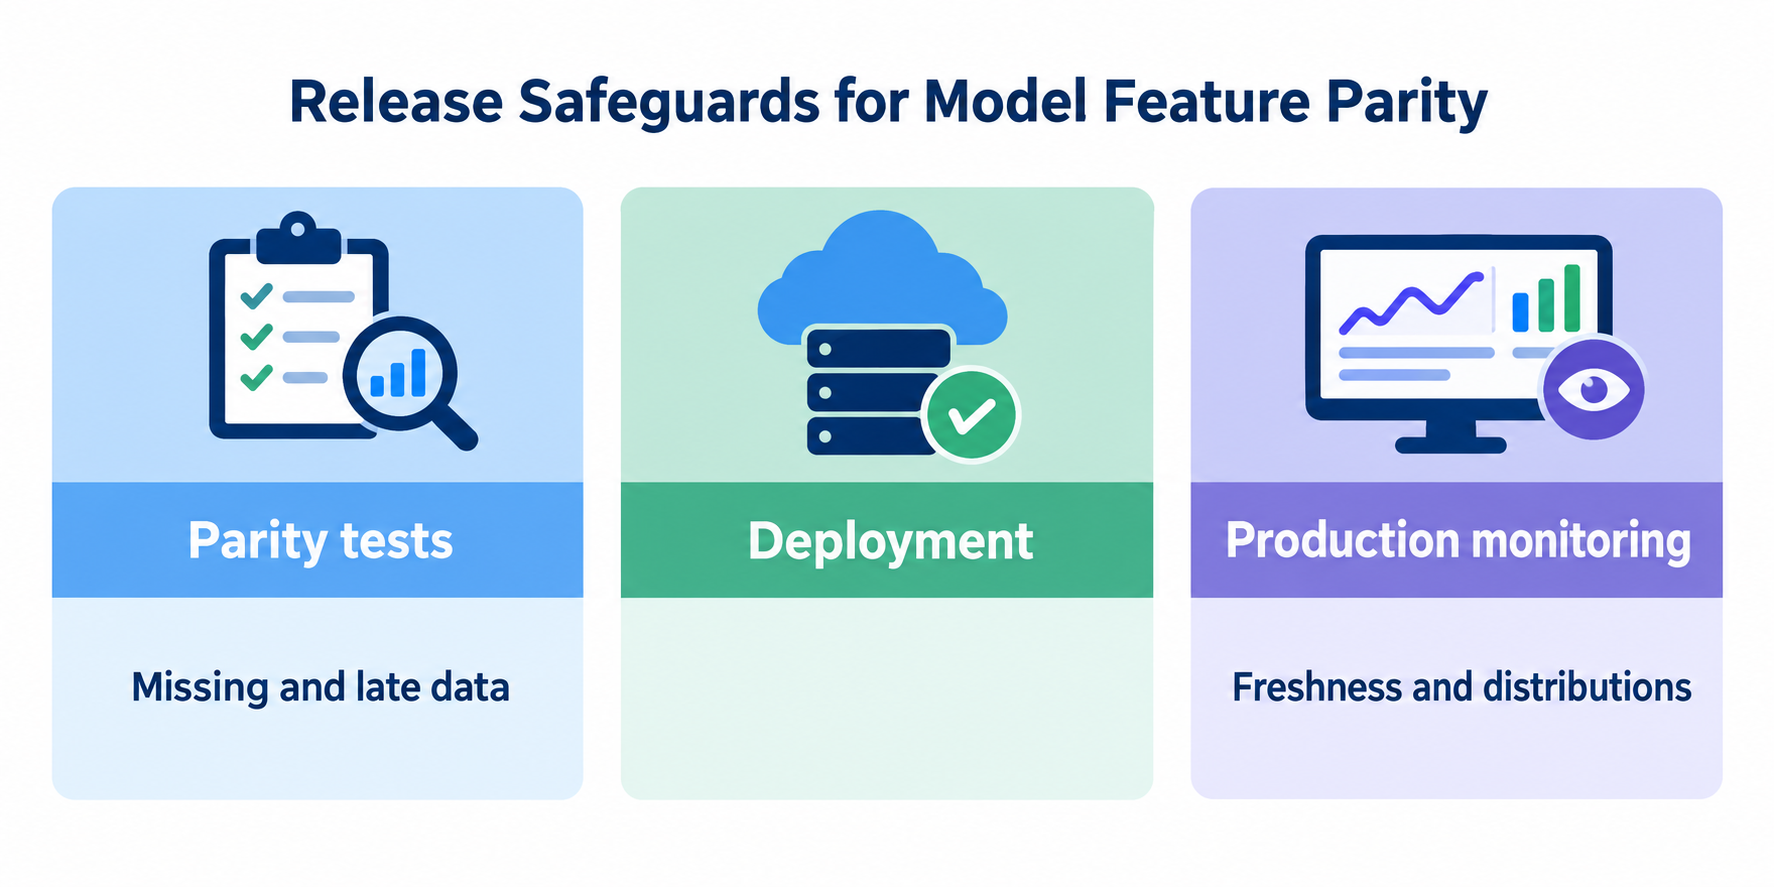 Release Safeguards for Model Feature Parity
Parity tests
Missing and late data
Deployment
Production monitoring
Freshness and distributions